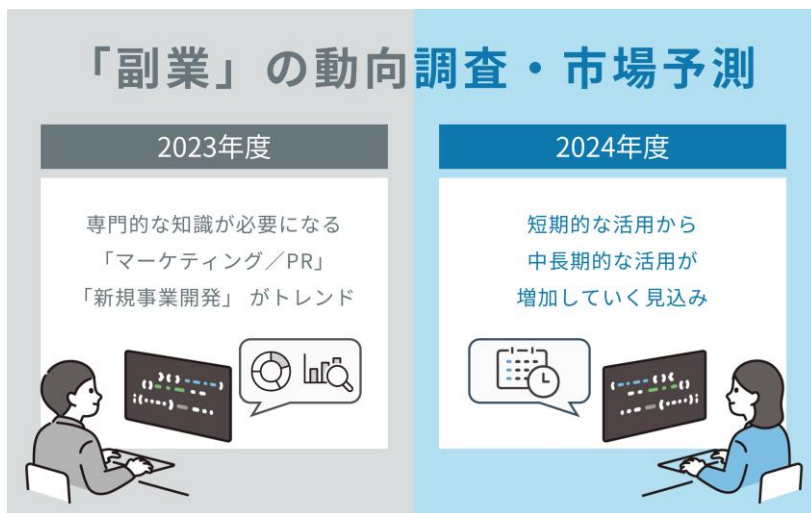 「副業」の動向調査・市場予測
2023年度
専門的な知識が必要になる
「マーケティング／PR」
「新規事業開発」 がトレンド
2024年度
短期的な活用から
中長期的な活用が
増加していく見込み